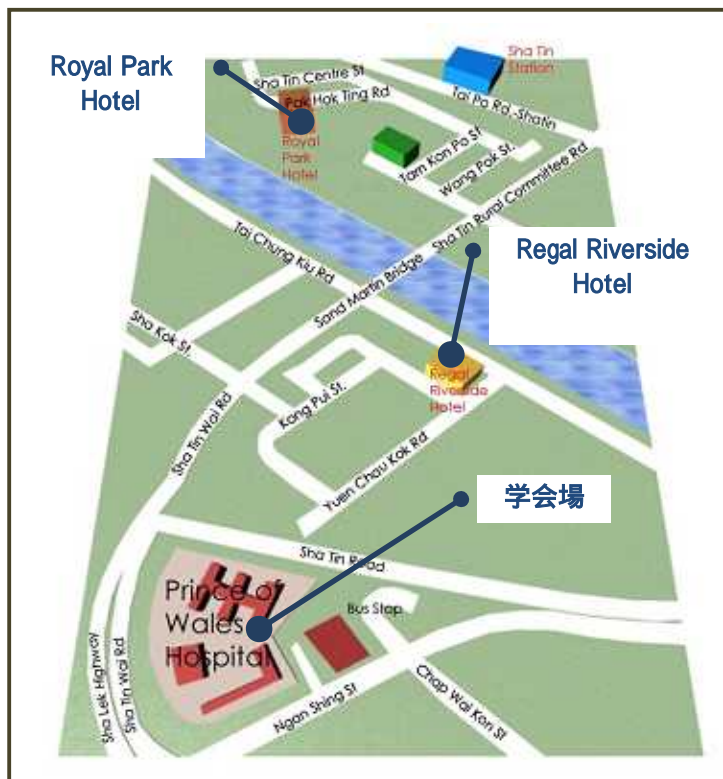 Royal Park
Hotel
Sha Tin
Station
Sha Tin Centre St
Pak Hok Ting Rd
Tai Po Rd.-Shatin
Royal
Park
Hotel
Tam Kon Po St.
Wang Pok St.
Sha Tin Rural Committee Rd
Tai Chung Kiu Rd
Sand Martin Bridge
Regal Riverside
Hotel
Sha Kok St.
Regal
Riverside
Hotel
Kong Pui St.
Sha Tin Wai Rd
Yuen Chau Kok Rd
学会場
Sha Tin Road
Prince of
Wales
Hospital
Bus Stop
Sha Lek Highway
Sha Tin Wai Rd
Ngan Shing St
Chap Wai Kon St